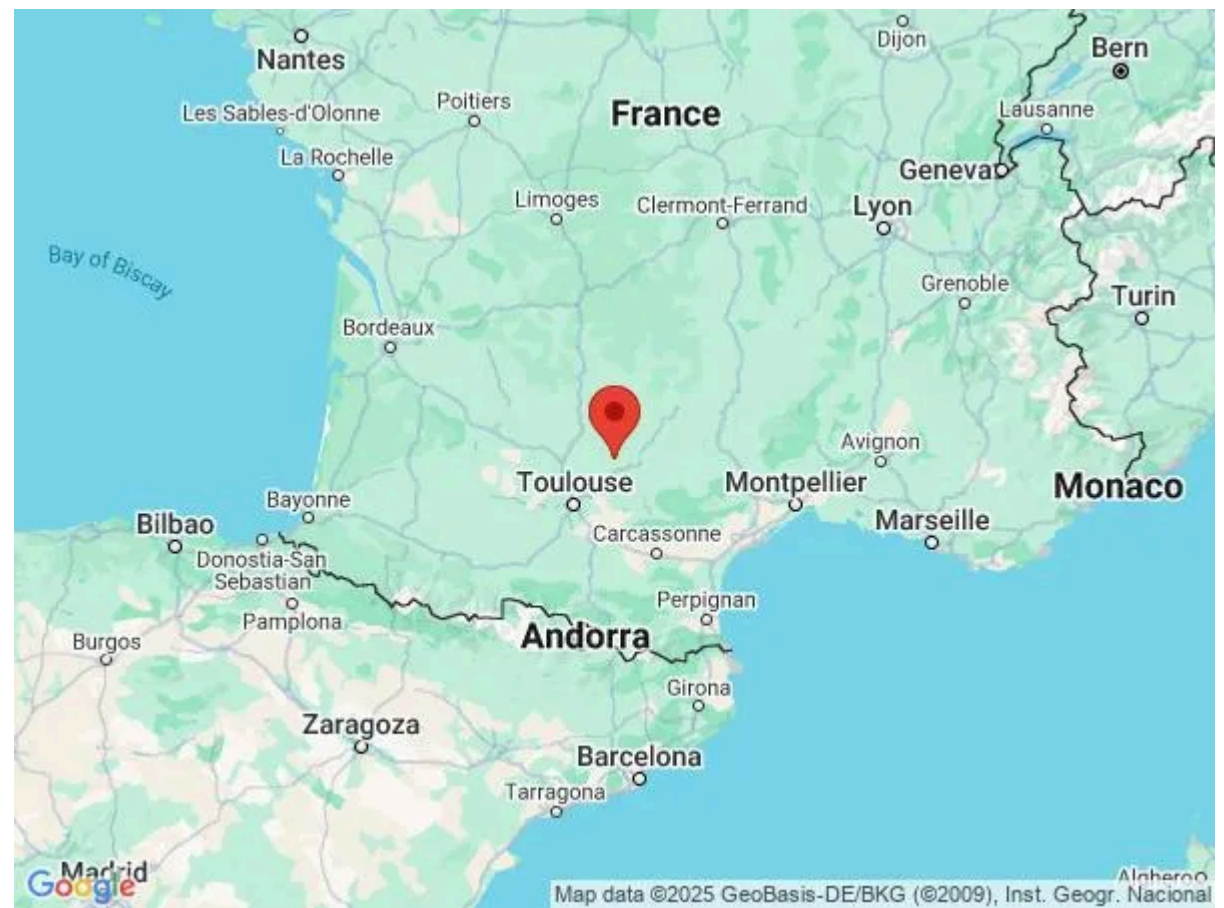 Nantes
Dijon
Bern
Les Sables-d'Olonne
Poitiers
France
Lausanne
La Rochelle
Geneva
Limoges
Clermont-Ferrand
Lyon
Bay of Biscay
Grenoble
Turin
Bordeaux
Avignon
Toulouse
Montpellier
Monaco
Bayonne
Bilbao
Marseille
Carcassonne
Donostia-San
Sebastian
Pamplona
Perpignan
Burgos
Andorra
Girona
Zaragoza
Barcelona
Tarragona
Madrid
Google
Alghero
Map data ©2025 GeoBasis-DE/BKG (©2009), Inst. Geogr. Nacional